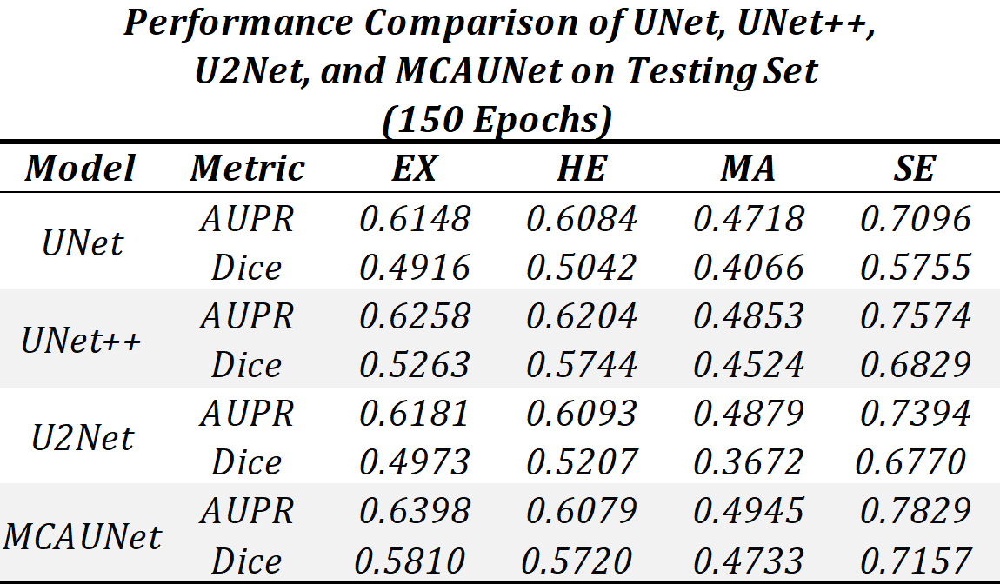 Performance Comparison of UNet, UNet++,
U2Net, and MCAUNet on Testing Set
(150 Epochs)
Model Metric EX HE MA SE
UNet
AUPR 0.6148 0.6084 0.4718 0.7096
Dice 0.4916 0.5042 0.4066 0.5755
UNet++
AUPR 0.6258 0.6204 0.4853 0.7574
Dice 0.5263 0.5744 0.4524 0.6829
U2Net
AUPR 0.6181 0.6093 0.4879 0.7394
Dice 0.4973 0.5207 0.3672 0.6770
MCAUNet
AUPR 0.6398 0.6079 0.4945 0.7829
Dice 0.5810 0.5720 0.4733 0.7157